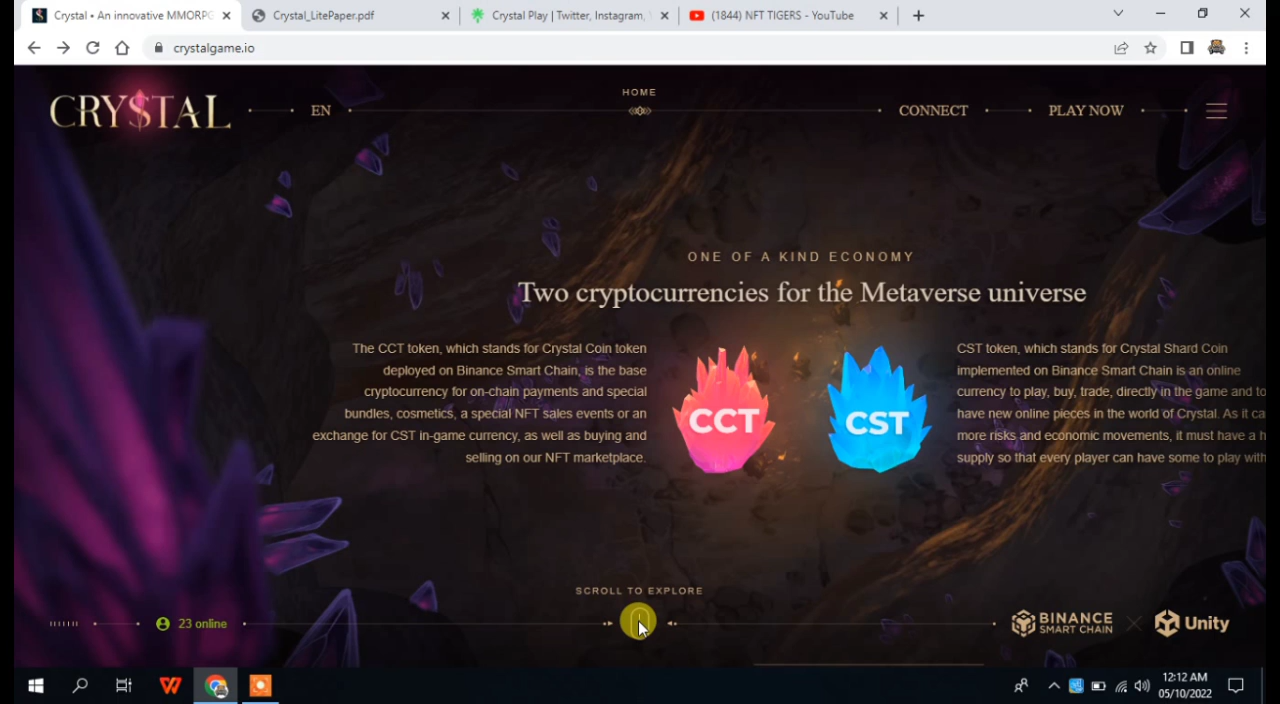 Crystal • An innovative MMORPG
Crystal_LitePaper.pdf
Crystal Play | Twitter, Instagram,
(1844) NFT TIGERS - YouTube
crystalgame.io
CRY$TAL
EN
HOME
CONNECT
PLAY NOW
ONE OF A KIND ECONOMY
Two cryptocurrencies for the Metaverse universe
The CCT token, which stands for Crystal Coin token
deployed on Binance Smart Chain, is the base
cryptocurrency for on-chain payments and special
bundles, cosmetics, a special NFT sales events or an
exchange for CST in-game currency, as well as buying and
selling on our NFT marketplace.
CCT
CST
CST token, which stands for Crystal Shard Coin
implemented on Binance Smart Chain is an online
currency to play, buy, trade, directly in the game and to
have new online pieces in the world of Crystal. As it ca
more risks and economic movements, it must have a h
supply so that every player can have some to play with
SCROLL TO EXPLORE
23 online
BINANCE
SMART CHAIN
Unity
12:12 AM
05/10/2022